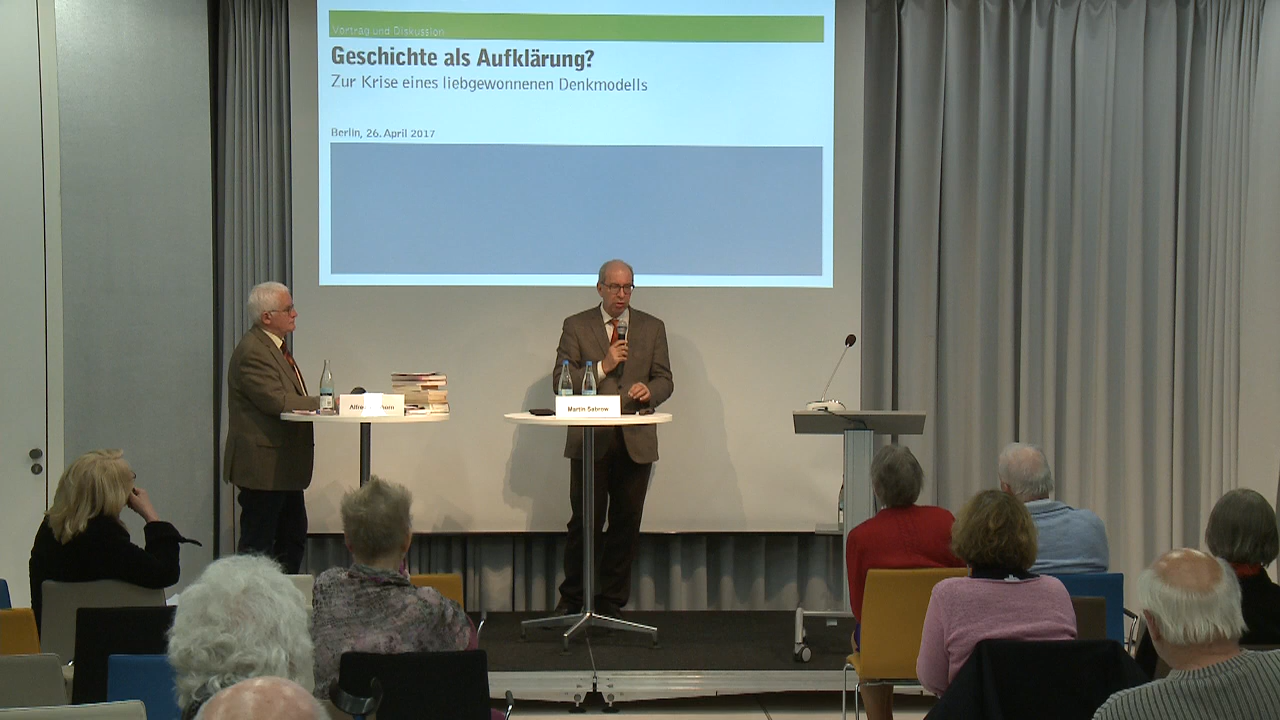 Vortrag und Diskussion
Geschichte als Aufklärung?
Zur Krise eines liebgewonnenen Denkmodells
Berlin, 26. April 2017
Martin Sabrow